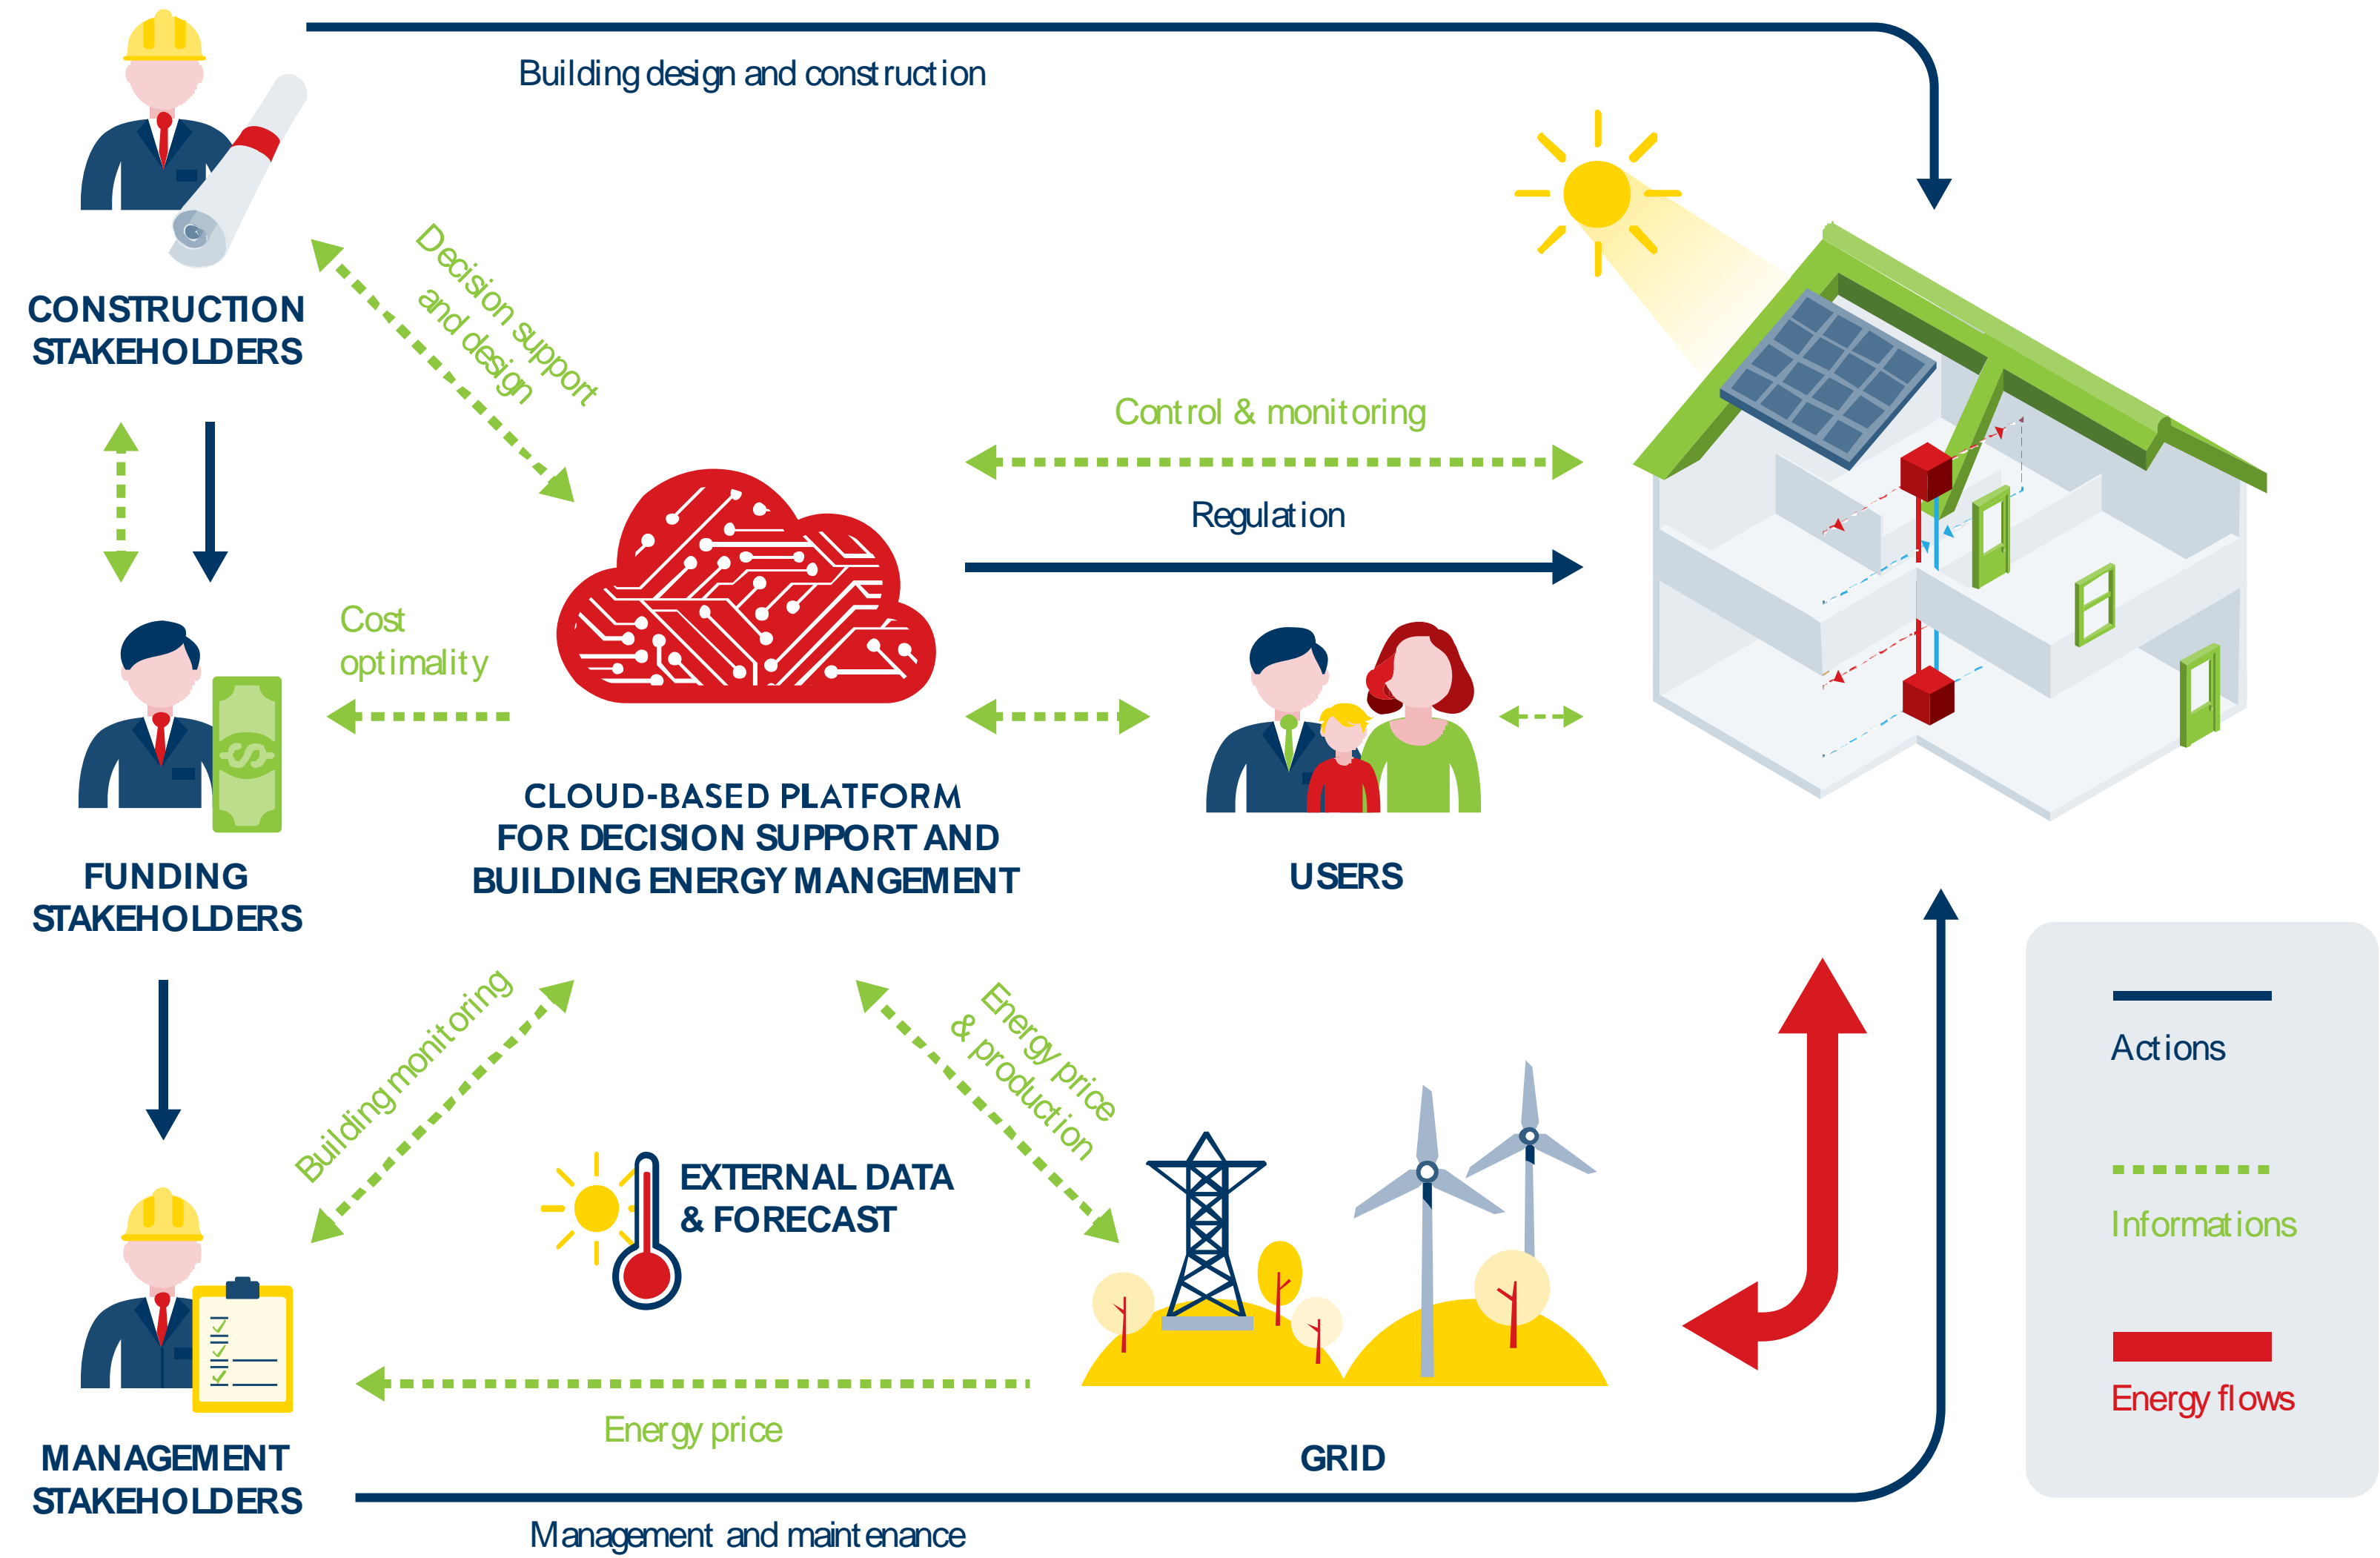 Building design and construction
Decision support
and design
CONSTRUCTION
STAKEHOLDERS
Control & monitoring
Regulation
Cost
optimality
CLOUD-BASED PLATFORM
FOR DECISION SUPPORT AND
BUILDING ENERGY MANGEMENT
USERS
FUNDING
STAKEHOLDERS
Building monitoring
Energy price
& production
EXTERNAL DATA
& FORECAST
Actions
Informations
Energy flows
Energy price
GRID
MANAGEMENT
STAKEHOLDERS
Management and maintenance